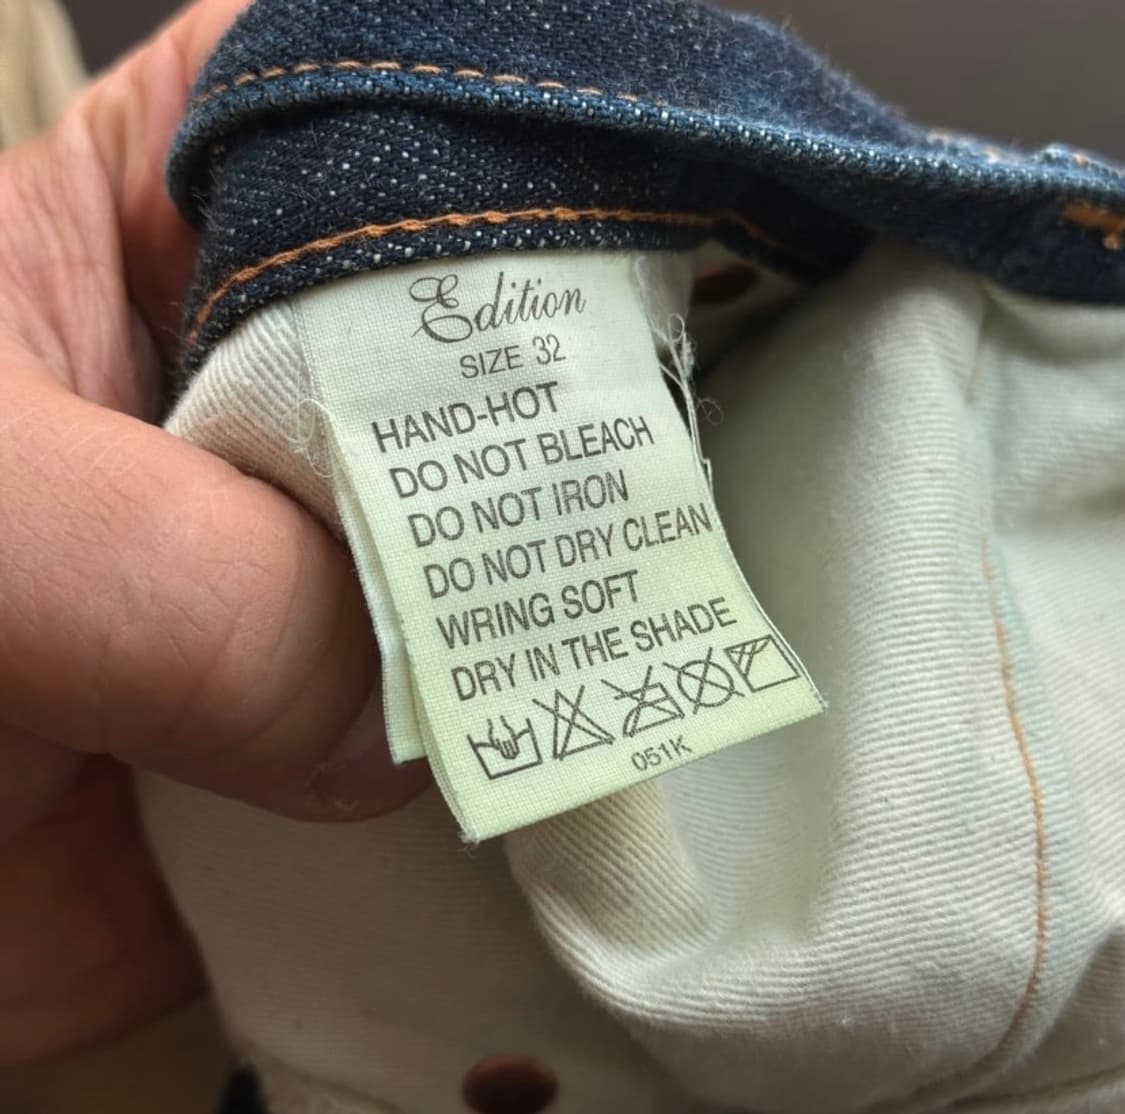 Edition
SIZE 32
HAND-HOT
DO NOT BLEACH
DO NOT IRON
DO NOT DRY CLEAN
WRING SOFT
DRY IN THE SHADE
051K